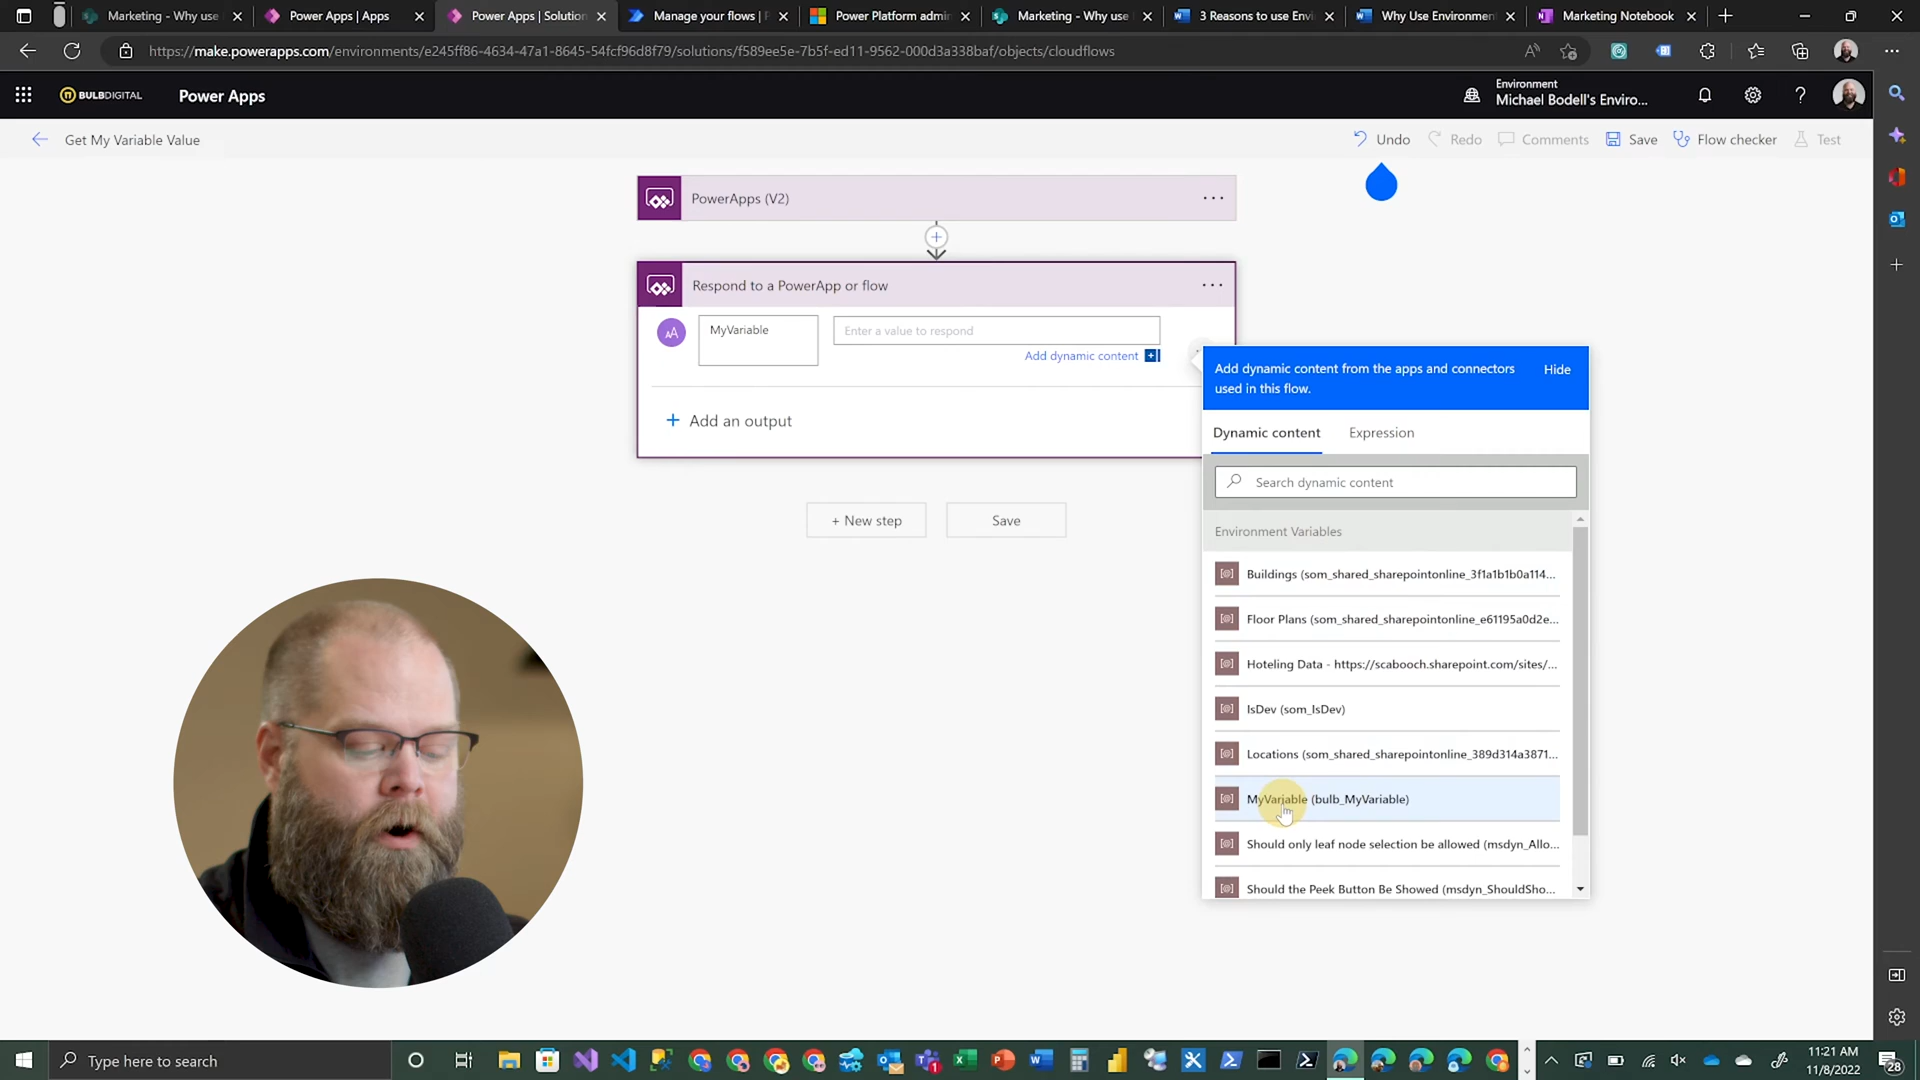 Marketing - Why use
Power Apps | Apps
Power Apps | Solution
Manage your flows | P
Power Platform admin
Marketing - Why use
3 Reasons to use Envi
Why Use Environmen
Marketing Notebook
https://make.powerapps.com/environments/e245ff86-4634-47a1-8645-54fcf96d8f79/solutions/f589ee5e-7b5f-ed11-9562-000d3a338baf/objects/cloudflows
BULBDIGITAL
Power Apps
Environment
Michael Bodell's Enviro...
Get My Variable Value
Undo
Redo
Comments
Save
Flow checker
Test
PowerApps (V2)
Respond to a PowerApp or flow
MyVariable
Enter a value to respond
Add dynamic content
Add an output
+ New step
Save
Add dynamic content from the apps and connectors
used in this flow.
Hide
Dynamic content
Expression
Search dynamic content
Environment Variables
Buildings (som_shared_sharepointonline_3f1a1b1b0a114...
Floor Plans (som_shared_sharepointonline_e61195a0d2e...
Hoteling Data - https://scabooch.sharepoint.com/sites/...
IsDev (som_IsDev)
Locations (som_shared_sharepointonline_389d314a3871...
MyVariable (bulb_MyVariable)
Should only leaf node selection be allowed (msdyn_Allo...
Should the Peek Button Be Showed (msdyn_ShouldSho...
Type here to search
11:21 AM
11/8/2022
28